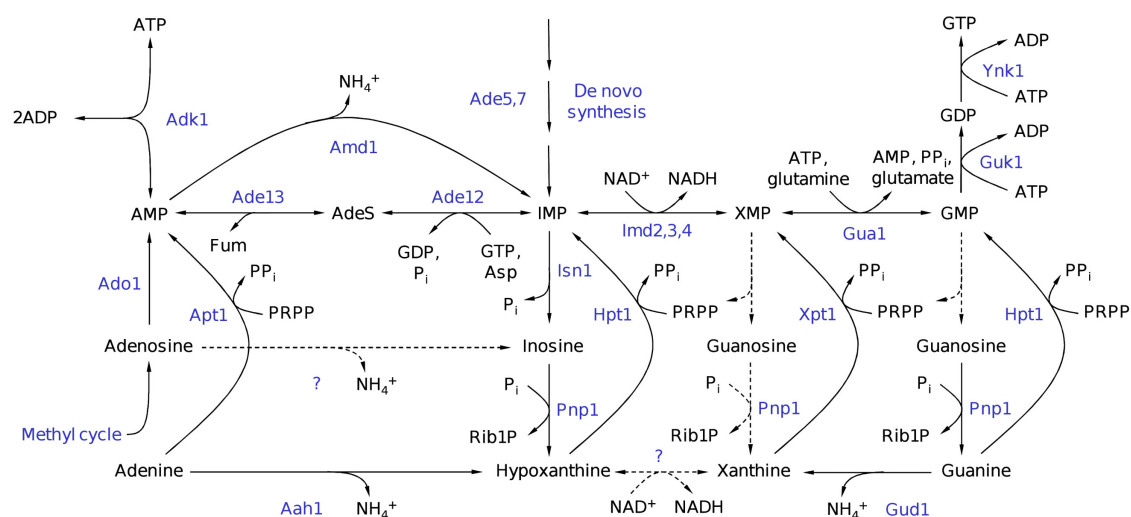 ATP
GTP
ADP
NH₄⁺
Ynk1
Ade5,7
De novo
synthesis
ATP
2ADP
Adk1
GDP
ADP
Amd1
Guk1
ATP,
glutamine
AMP, PPᵢ,
glutamate
NAD⁺
NADH
ATP
Ade13
Ade12
AMP
AdeS
IMP
XMP
GMP
Imd2,3,4
Gua1
Fum
GDP,
Pᵢ
GTP,
Asp
Isn1
PPᵢ
PPᵢ
PPᵢ
PPᵢ
Ado1
Pᵢ
Apt1
PRPP
Hpt1
PRPP
Xpt1
PRPP
Hpt1
PRPP
Adenosine
Inosine
Guanosine
Guanosine
?
NH₄⁺
Pᵢ
Pᵢ
Pᵢ
Pnp1
Pnp1
Pnp1
Methyl cycle
Rib1P
Rib1P
Rib1P
?
Adenine
Hypoxanthine
Xanthine
Guanine
Aah1
NH₄⁺
NAD⁺
NADH
NH₄⁺
Gud1